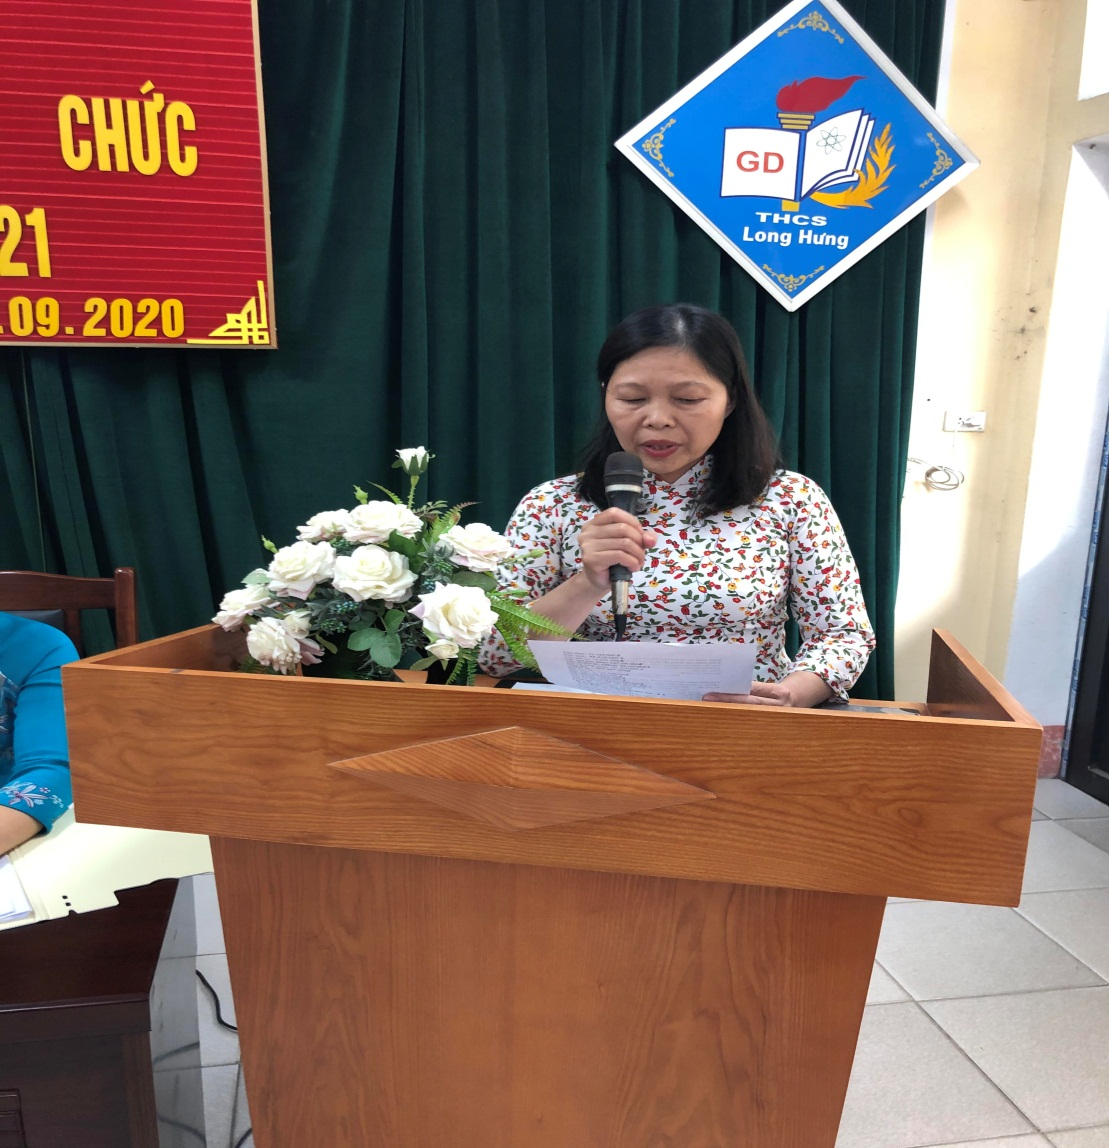 CHỨC
21
.09.2020
GD
THCS
Long Hưng